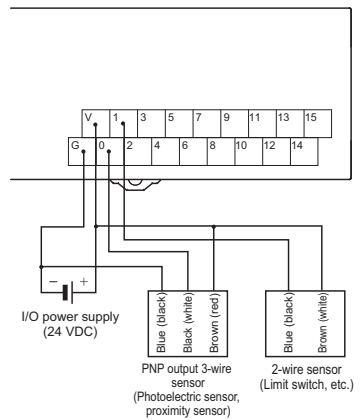 V 1 3 5 7 9 11 13 15
G 0 2 4 6 8 10 12 14
− +
I/O power supply
(24 VDC)
Blue (black)
Black (white)
Brown (red)
Blue (black)
Brown (white)
PNP output 3-wire
sensor
(Photoelectric sensor,
proximity sensor)
2-wire sensor
(Limit switch, etc.)